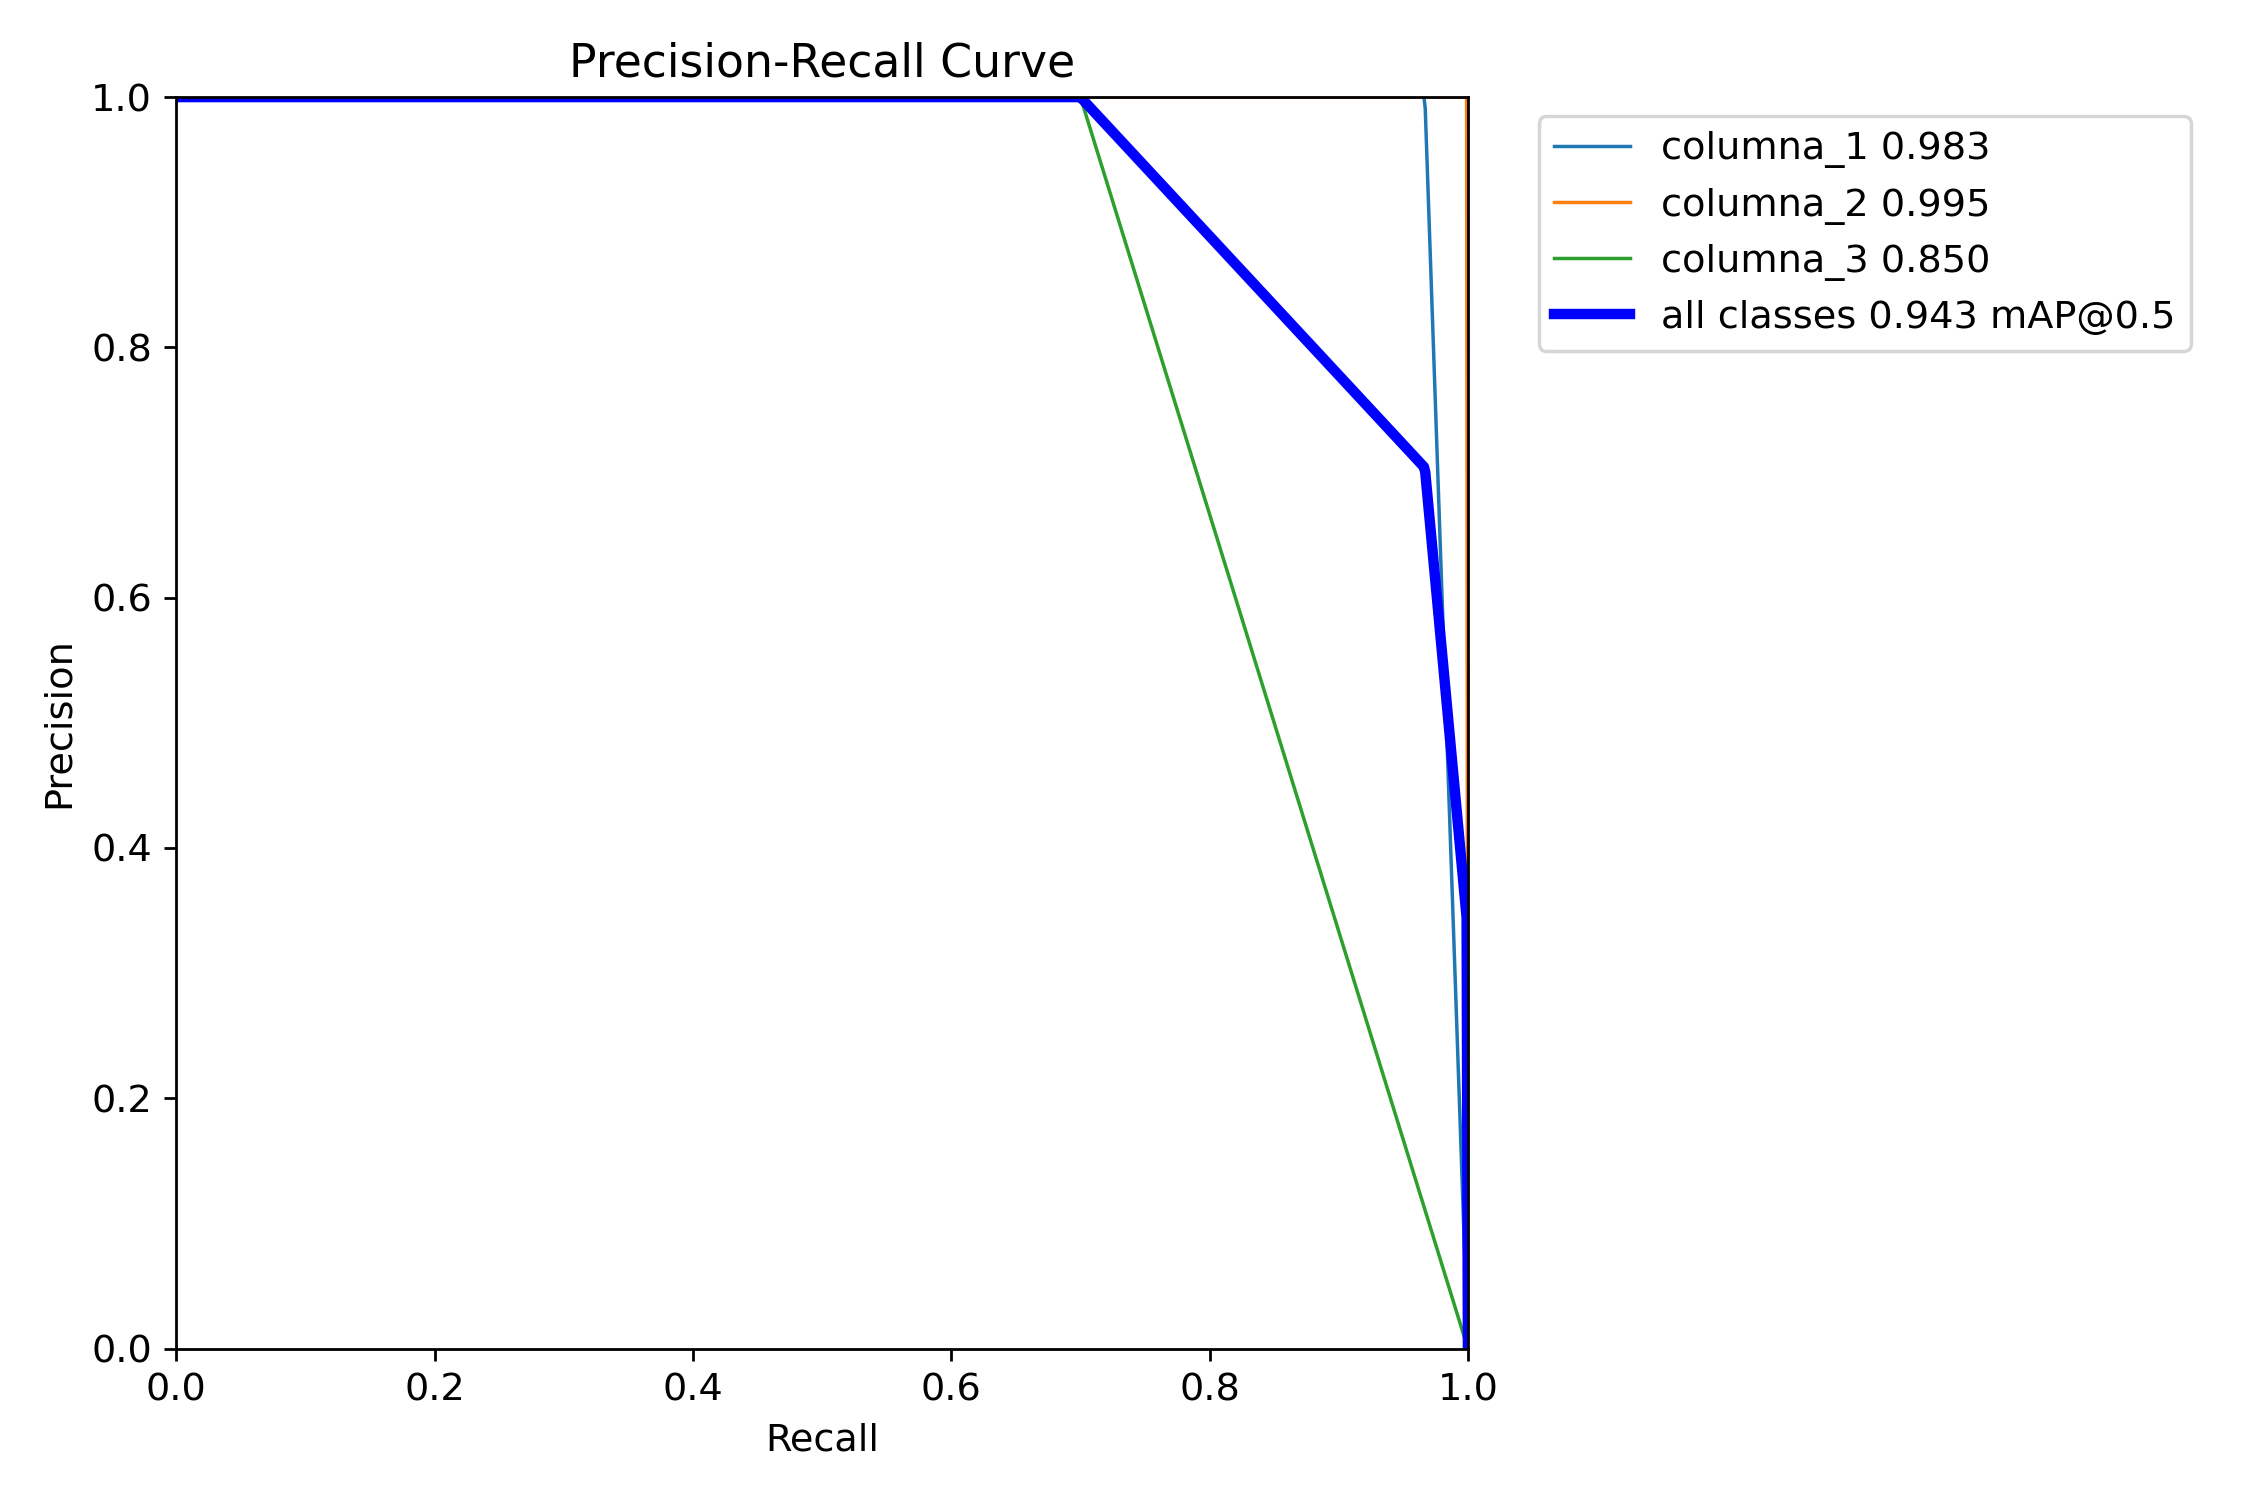 Precision-Recall Curve
1.0
0.8
0.6
0.4
0.2
0.0
Precision
0.0 0.2 0.4 0.6 0.8 1.0
Recall
columna_1 0.983
columna_2 0.995
columna_3 0.850
all classes 0.943 mAP@0.5